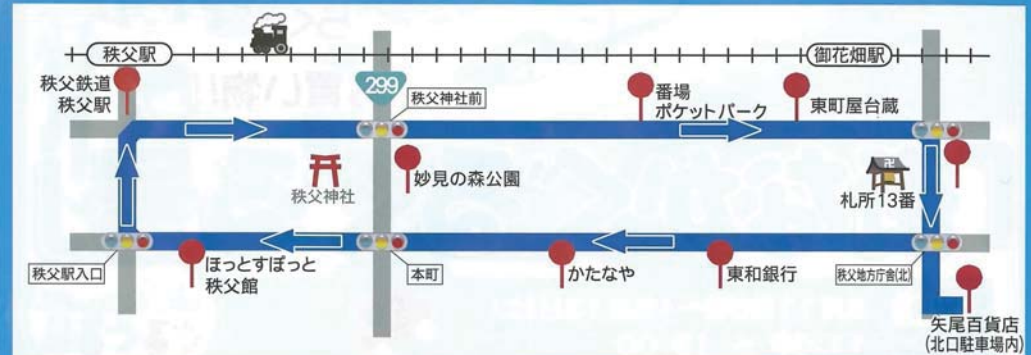 秩父駅
御花畑駅
秩父鉄道
秩父駅
299
秩父神社前
番場
ポケットパーク
東町屋台蔵
秩父神社
妙見の森公園
卍
札所13番
秩父駅入口
ほっとすぽっと
秩父館
本町
かたなや
東和銀行
秩父地方庁舎(北)
矢尾百貨店
(北口駐車場内)